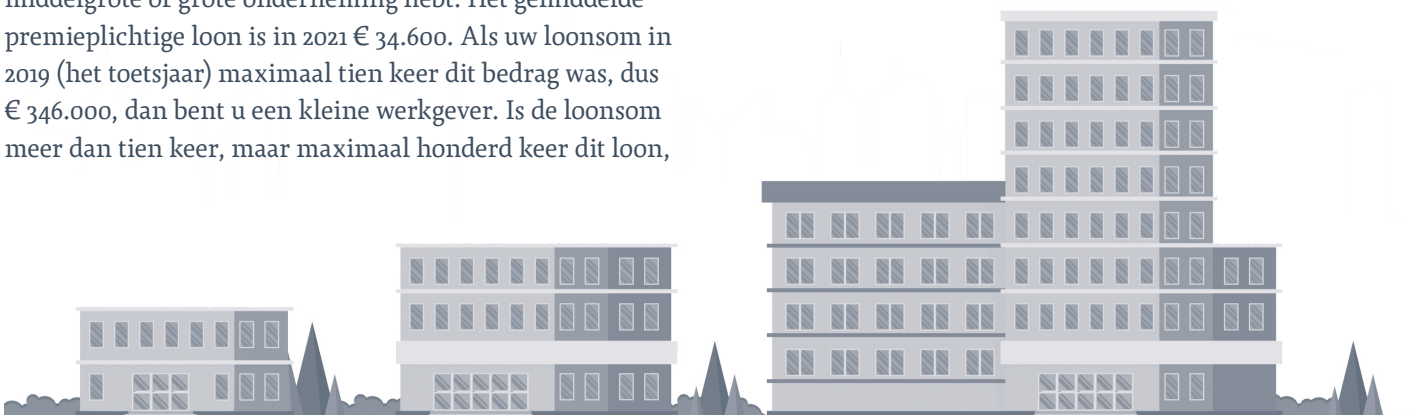 middelgrote of grote onderneming hebt. Het gemiddelde
premieplichtige loon is in 2021 € 34.600. Als uw loonsom in
2019 (het toetsjaar) maximaal tien keer dit bedrag was, dus
€ 346.000, dan bent u een kleine werkgever. Is de loonsom
meer dan tien keer, maar maximaal honderd keer dit loon,